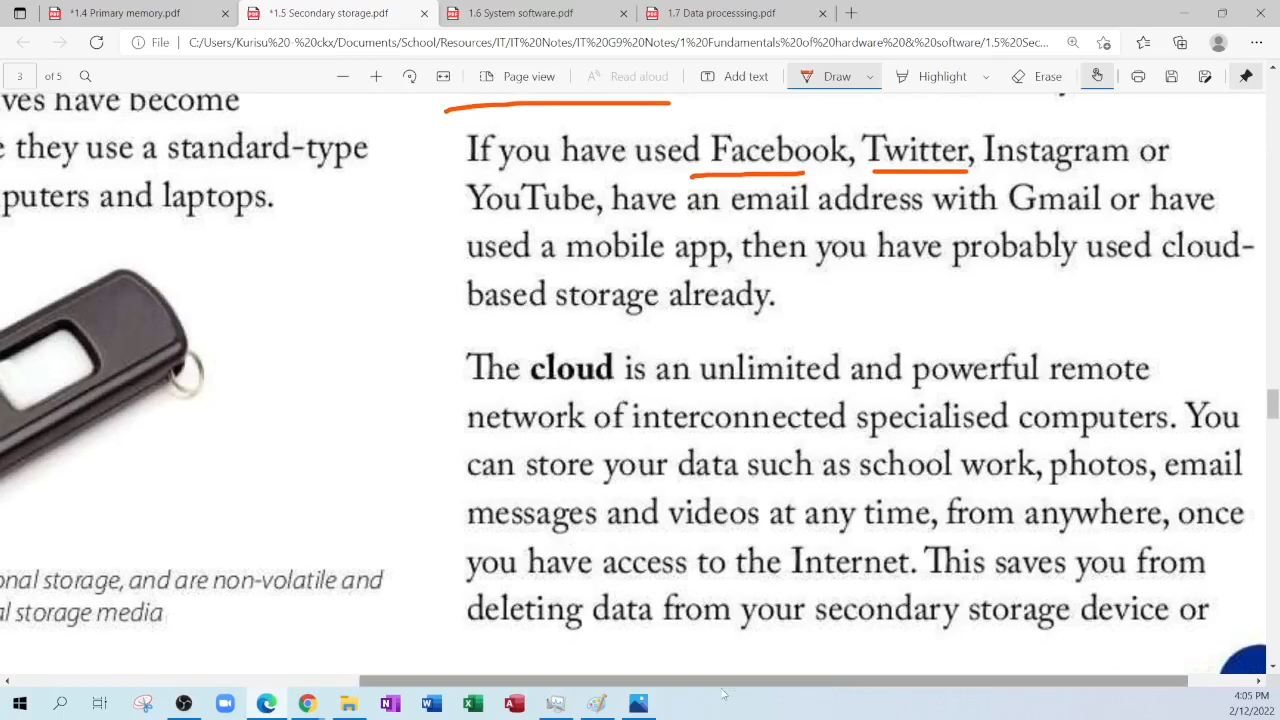 *1.4 Primary memory.pdf
*1.5 Secondary storage.pdf
1.6 System software.pdf
1.7 Data processsing.pdf
File
C:/Users/Kurisu%20-%20ckx/Documents/School/Resources/IT/IT%20Notes/IT%20G9%20Notes/1%20Fundamentals%20of%20hardware%20&%20software/1.5%20Sec...
3
of 5
Page view
Read aloud
Add text
Draw
Highlight
Erase
ves have become
e they use a standard-type
puters and laptops.
onal storage, and are non-volatile and
al storage media
If you have used Facebook, Twitter, Instagram or
YouTube, have an email address with Gmail or have
used a mobile app, then you have probably used cloud-
based storage already.
The cloud is an unlimited and powerful remote
network of interconnected specialised computers. You
can store your data such as school work, photos, email
messages and videos at any time, from anywhere, once
you have access to the Internet. This saves you from
deleting data from your secondary storage device or
4:05 PM
2/12/2022